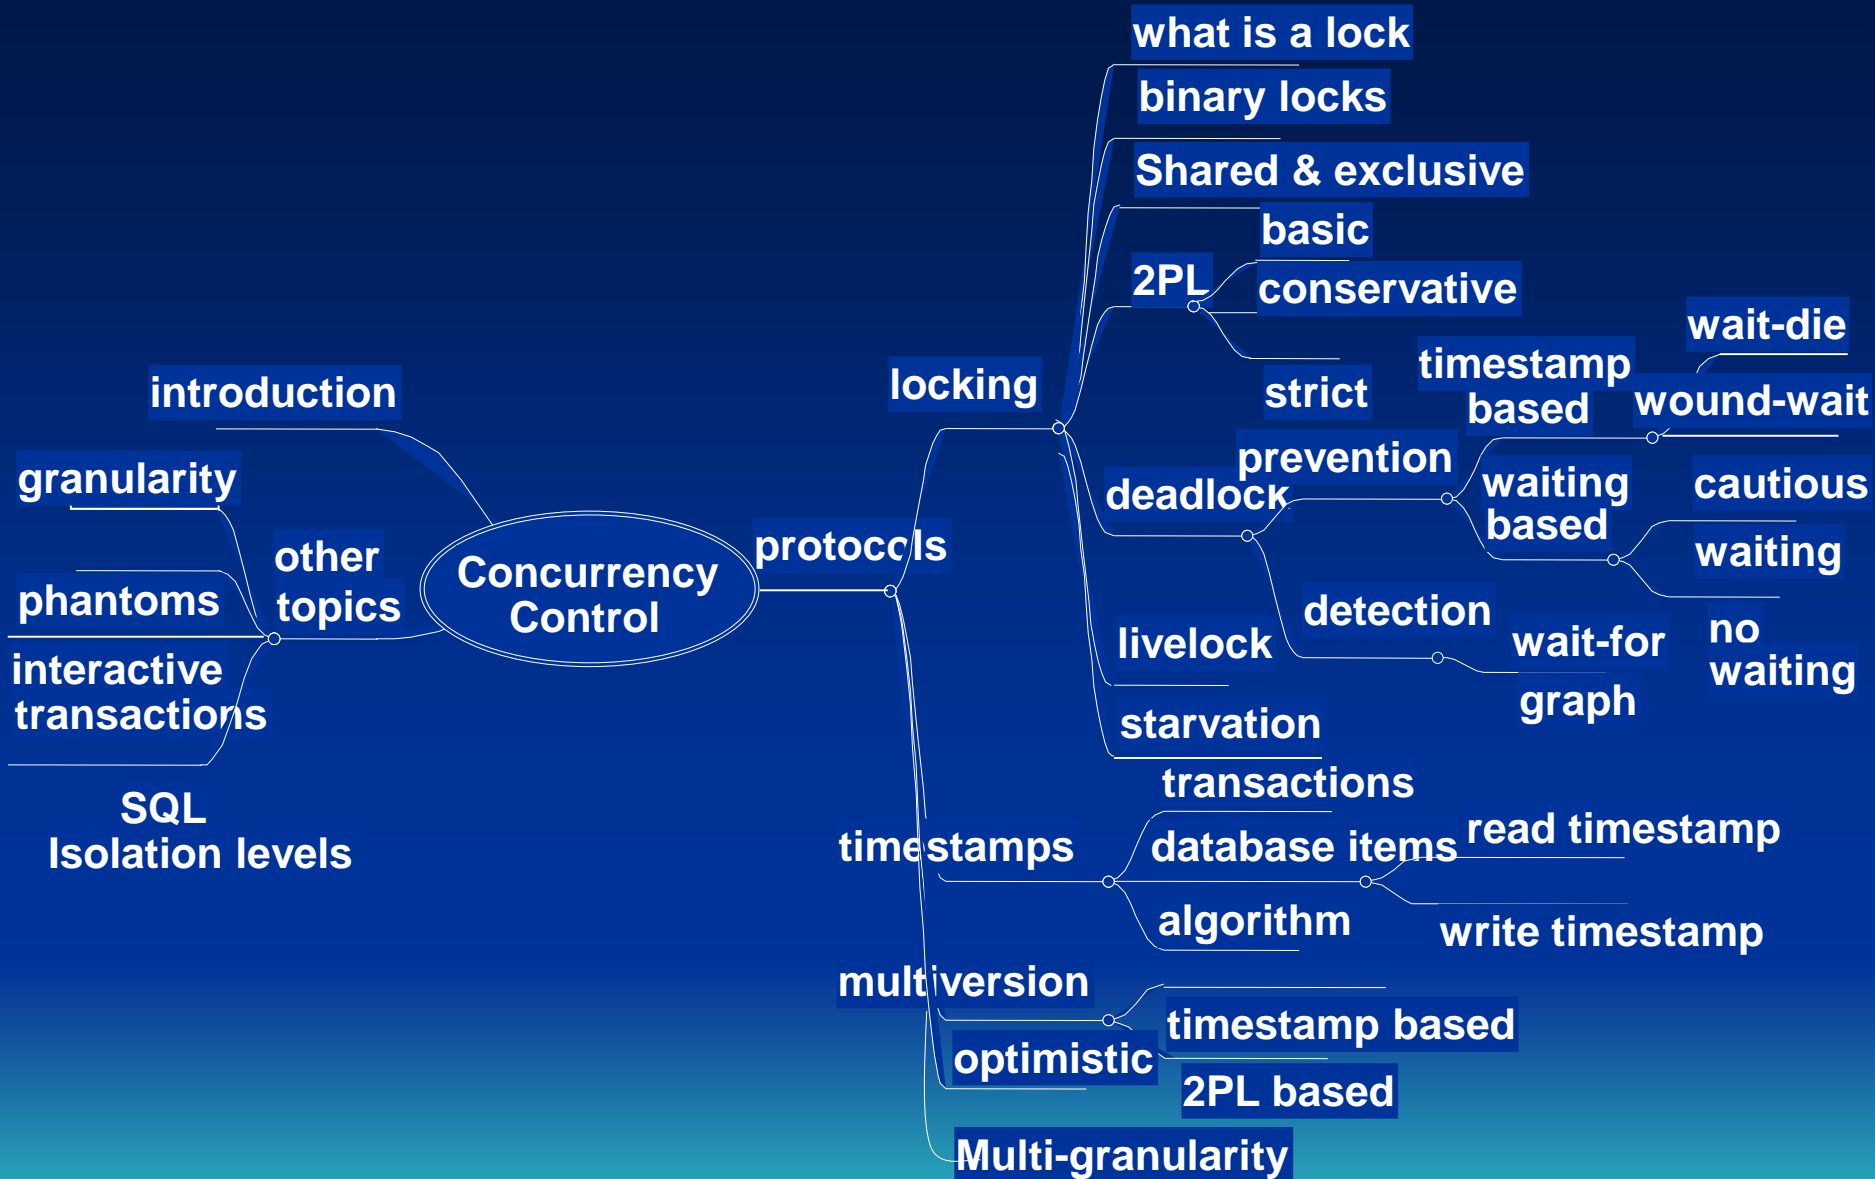 what is a lock
binary locks
Shared & exclusive
basic
2PL
conservative
strict
locking
wait-die
timestamp
based
wound-wait
prevention
deadlock
waiting
based
cautious
waiting
no
waiting
detection
wait-for
graph
livelock
starvation
introduction
granularity
other
topics
phantoms
interactive
transactions
SQL
Isolation levels
Concurrency
Control
protocols
transactions
timestamps
database items
read timestamp
algorithm
write timestamp
multiversion
timestamp based
optimistic
2PL based
Multi-granularity